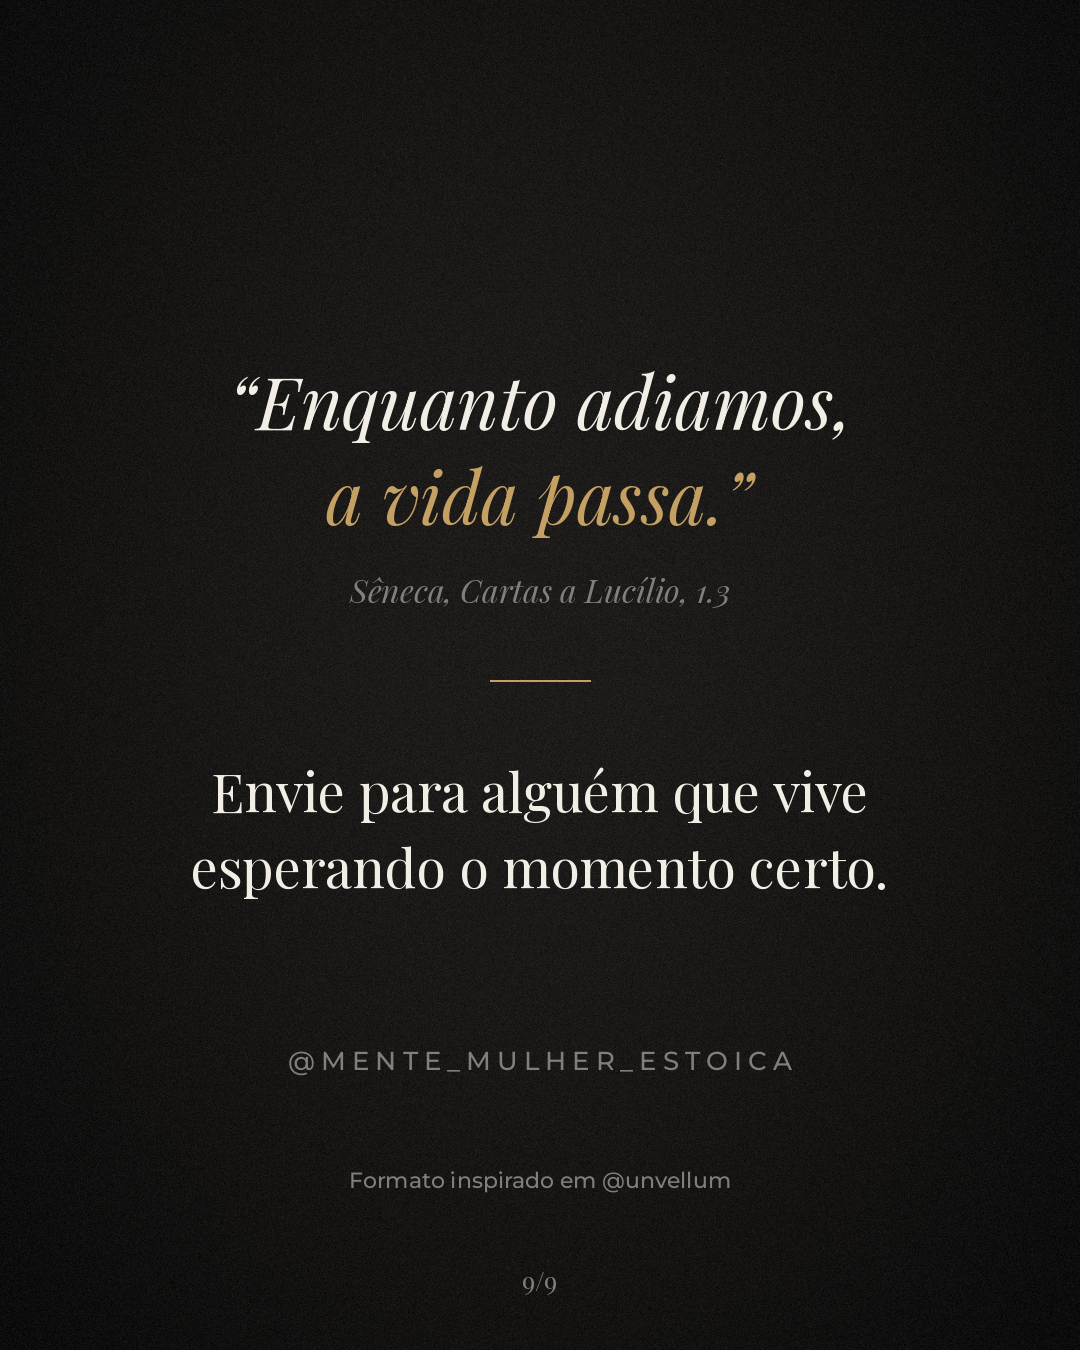 “Enquanto adiamos,
a vida passa.”
Sêneca, Cartas a Lucílio, 1.3
Envie para alguém que vive
esperando o momento certo.
@MENTE_MULHER_ESTOICA
Formato inspirado em @unvellum
9/9